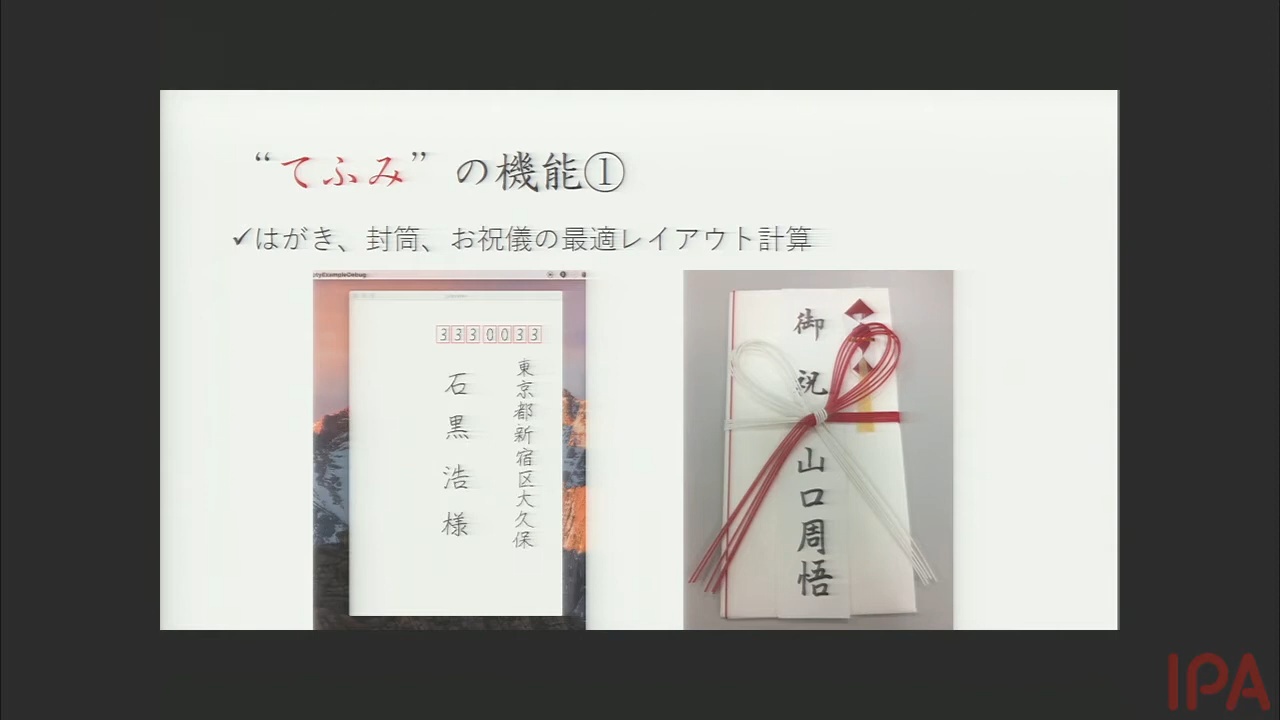 “てふみ”の機能①
✓はがき、封筒、お祝儀の最適レイアウト計算
ptyExampleDebug
3330033
東京都新宿区大久保
石黒浩様
御祝
山口周悟
IPA